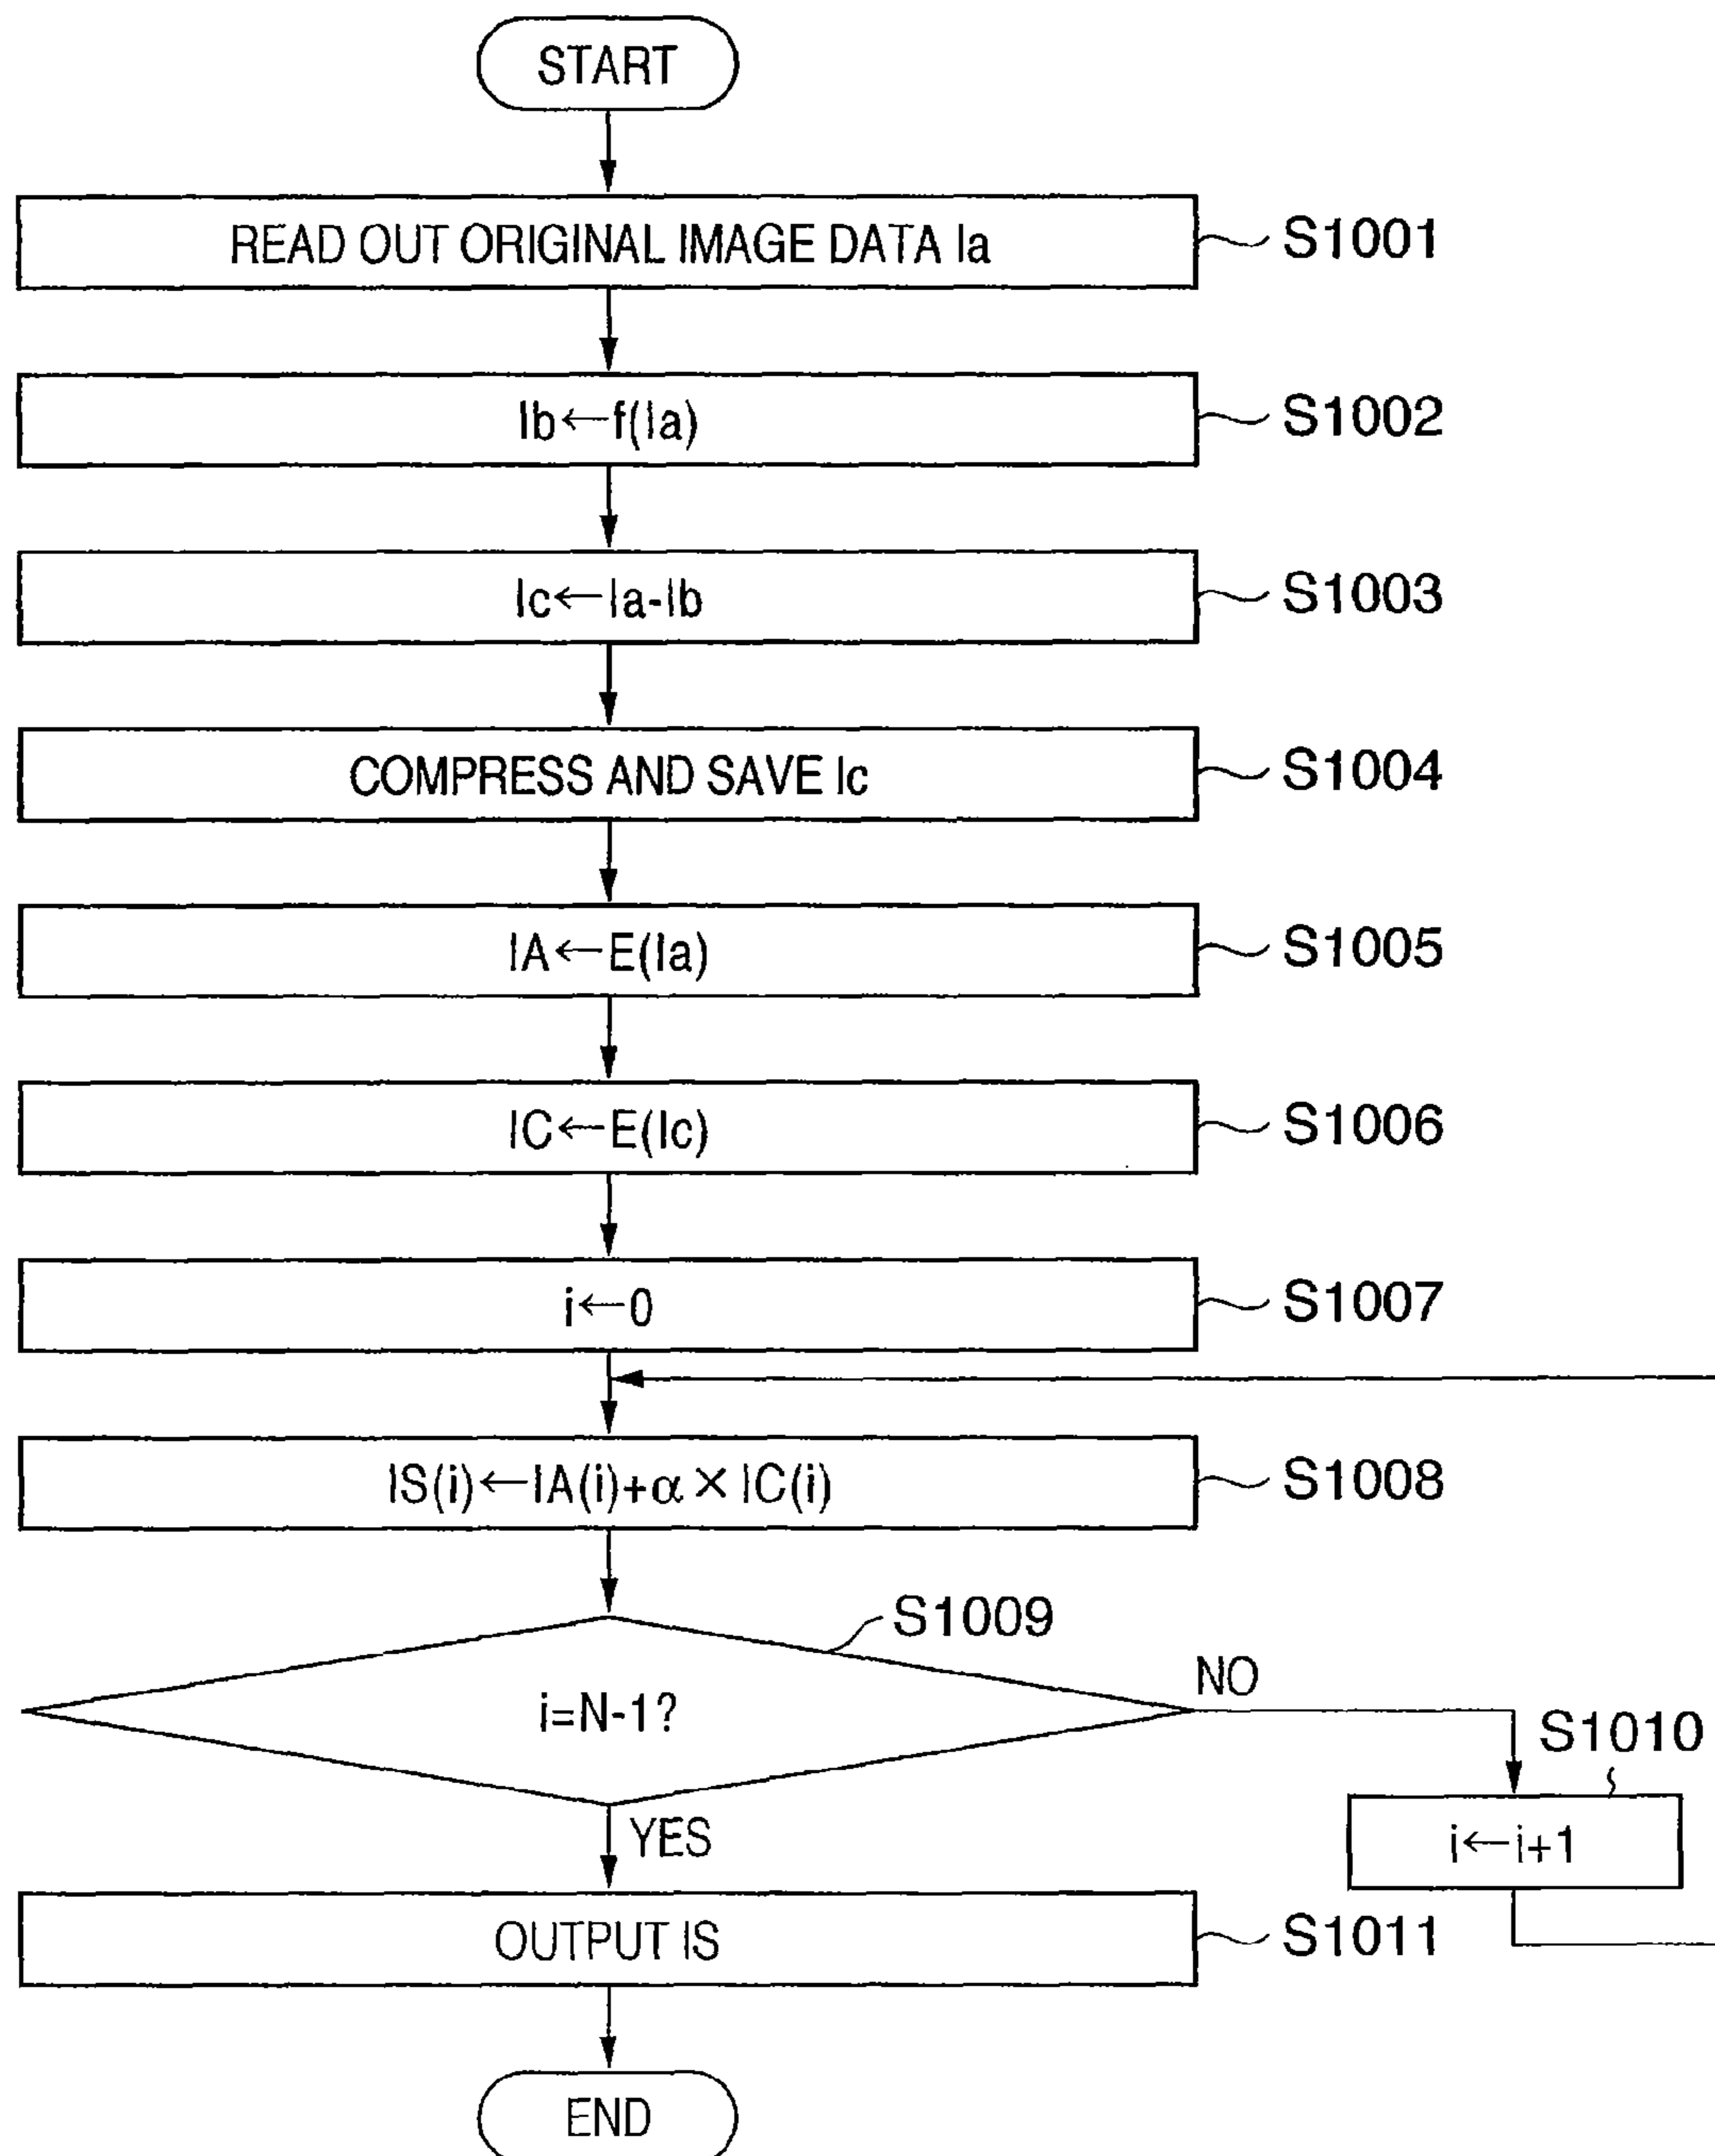 START
READ OUT ORIGINAL IMAGE DATA Ia
S1001
Ib←f(Ia)
S1002
Ic←Ia-Ib
S1003
COMPRESS AND SAVE Ic
S1004
IA←E(Ia)
S1005
IC←E(Ic)
S1006
i←0
S1007
IS(i)←IA(i)+α×IC(i)
S1008
S1009
i=N-1?
NO
S1010
i←i+1
YES
OUTPUT IS
S1011
END